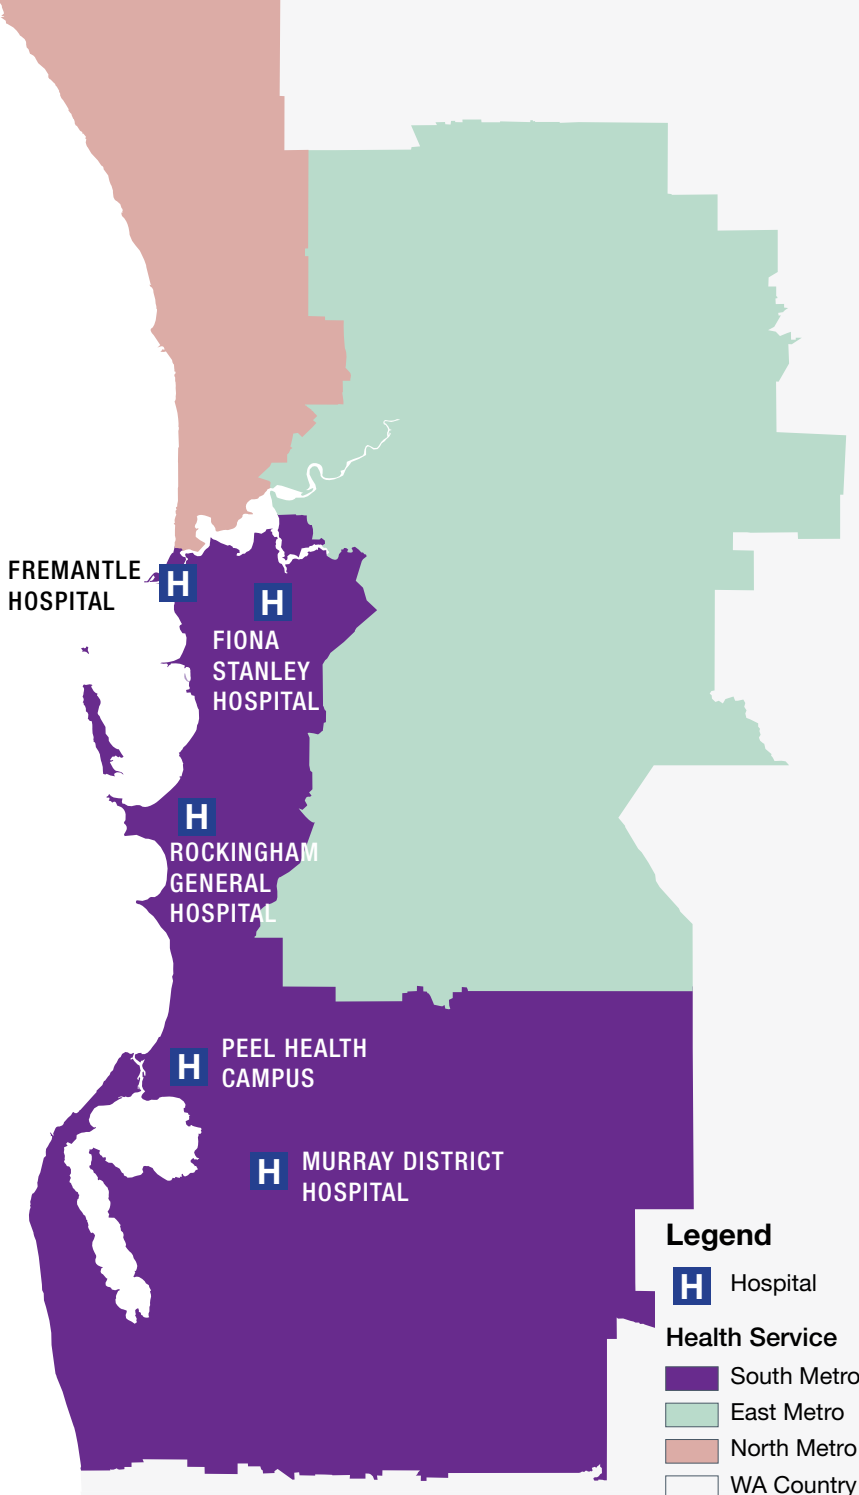 FREMANTLE
HOSPITAL
H
H
FIONA
STANLEY
HOSPITAL
H
ROCKINGHAM
GENERAL
HOSPITAL
H
PEEL HEALTH
CAMPUS
H
MURRAY DISTRICT
HOSPITAL
Legend
H Hospital
Health Service
South Metro
East Metro
North Metro
WA Country